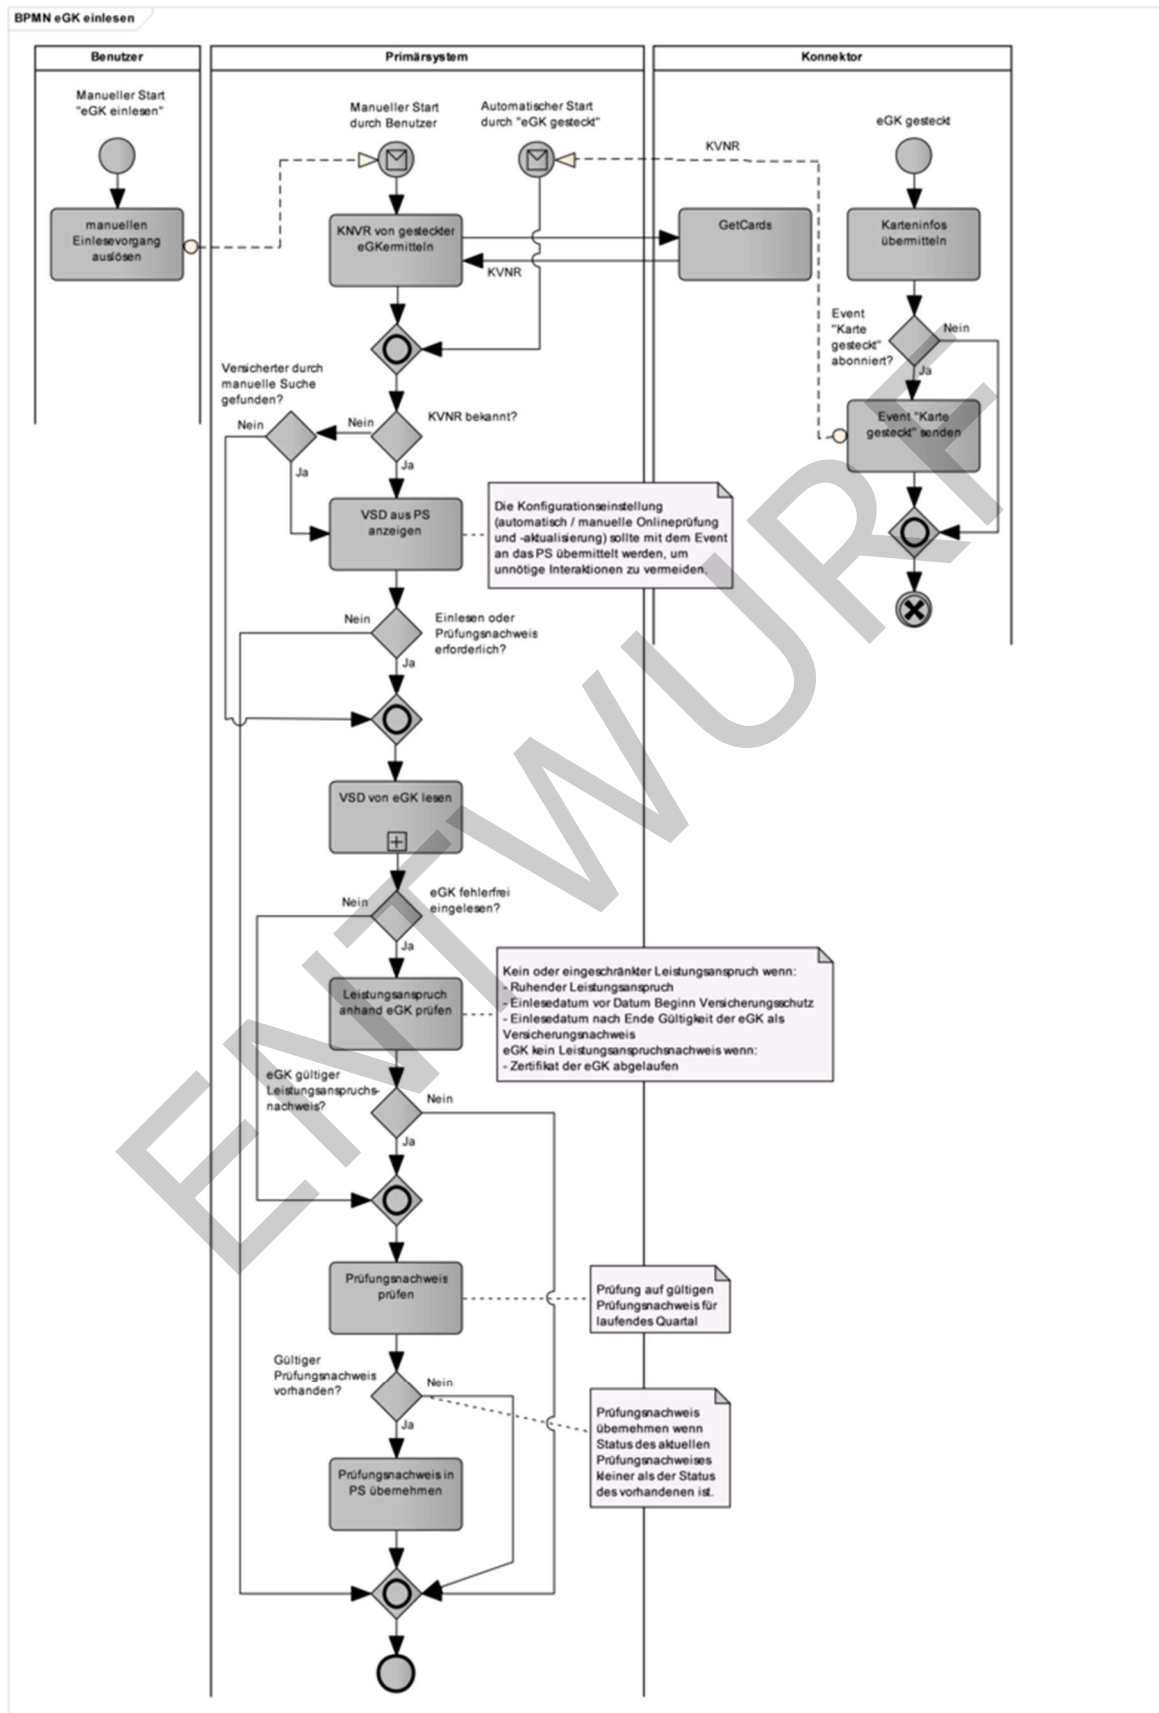 BPMN eGK einlesen
Benutzer
Primärsystem
Konnektor
Manueller Start
"eGK einlesen"
manuellen
Einlesevorgang
auslösen
Manueller Start
durch Benutzer
Automatischer Start
durch "eGK gesteckt"
KVNR
eGK gesteckt
KNVR von gesteckter
eGKermitteln
GetCards
KVNR
Karteninfos
übermitteln
Event
"Karte
gesteckt"
abonniert?
Nein
Ja
Event "Karte
gesteckt" senden
Versicherter durch
manuelle Suche
gefunden?
Nein
Ja
Nein
KVNR bekannt?
Ja
VSD aus PS
anzeigen
Die Konfigurationseinstellung
(automatisch / manuelle Onlineprüfung
und -aktualisierung) sollte mit dem Event
an das PS übermittelt werden, um
unnötige Interaktionen zu vermeiden.
Nein
Einlesen oder
Prüfungsnachweis
erforderlich?
Ja
VSD von eGK lesen
Nein
eGK fehlerfrei
eingelesen?
Ja
Leistungsanspruch
anhand eGK prüfen
Kein oder eingeschränkter Leistungsanspruch wenn:
- Ruhender Leistungsanspruch
- Einlesedatum vor Datum Beginn Versicherungsschutz
- Einlesedatum nach Ende Gültigkeit der eGK als
Versicherungsnachweis
eGK kein Leistungsanspruchsnachweis wenn:
- Zertifikat der eGK abgelaufen
eGK gültiger
Leistungsanspruchs-
nachweis?
Nein
Ja
Prüfungsnachweis
prüfen
Prüfung auf gültigen
Prüfungsnachweis für
laufendes Quartal
Gültiger
Prüfungsnachweis
vorhanden?
Nein
Ja
Prüfungsnachweis
übernehmen wenn
Status des aktuellen
Prüfungsnachweises
kleiner als der Status
des vorhandenen ist.
Prüfungsnachweis in
PS übernehmen
ENTWURF